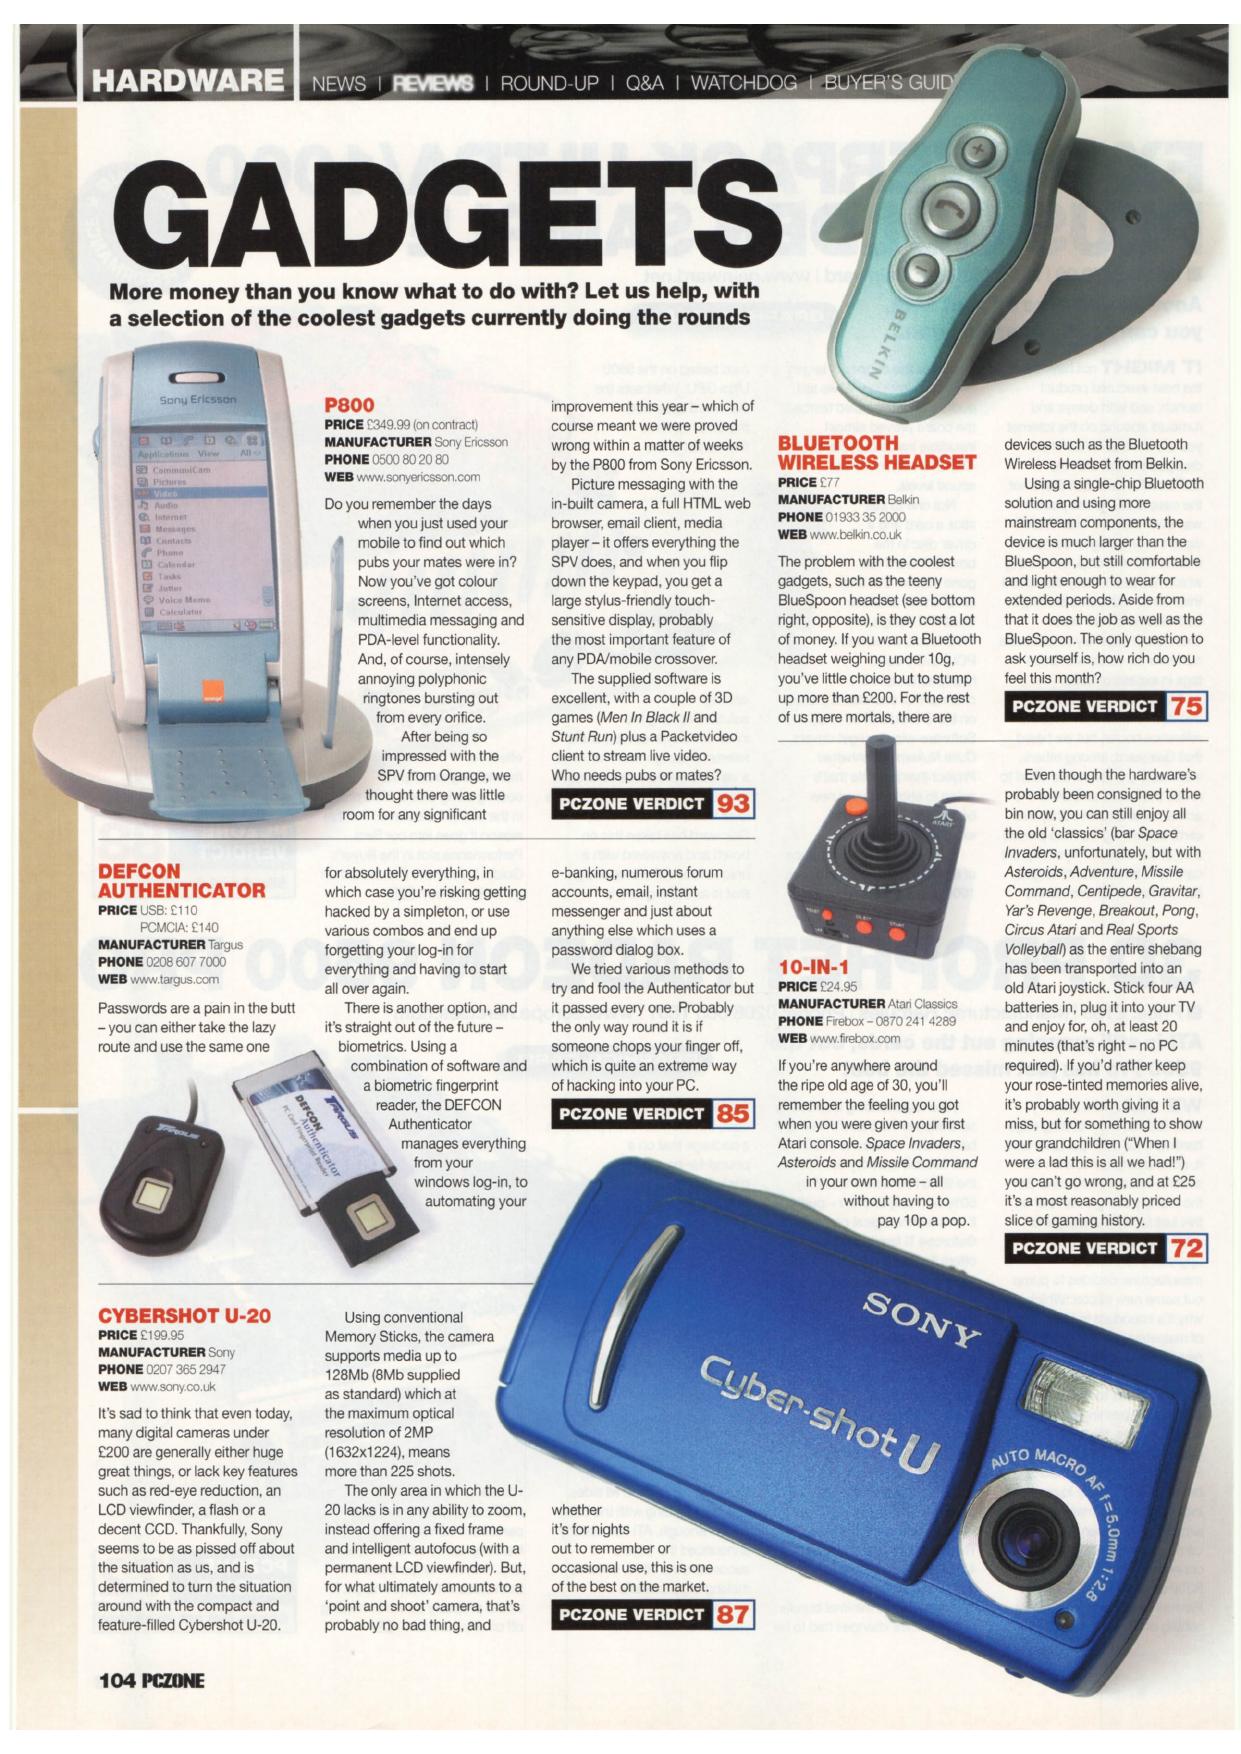 HARDWARE
NEWS | REVIEWS | ROUND-UP | Q&A | WATCHDOG | BUYER'S GUID
GADGETS
More money than you know what to do with? Let us help, with
a selection of the coolest gadgets currently doing the rounds
BELKIN
Sony Ericsson
Applications View All
CommuniCam
Pictures
Video
Audio
Internet
Messages
Contacts
Phone
Calendar
Tasks
Jotter
Voice Memo
Calculator
P800
PRICE £349.99 (on contract)
MANUFACTURER Sony Ericsson
PHONE 0500 80 20 80
WEB www.sonyericsson.com
Do you remember the days
when you just used your
mobile to find out which
pubs your mates were in?
Now you've got colour
screens, Internet access,
multimedia messaging and
PDA-level functionality.
And, of course, intensely
annoying polyphonic
ringtones bursting out
from every orifice.
After being so
impressed with the
SPV from Orange, we
thought there was little
room for any significant
improvement this year – which of
course meant we were proved
wrong within a matter of weeks
by the P800 from Sony Ericsson.
Picture messaging with the
in-built camera, a full HTML web
browser, email client, media
player – it offers everything the
SPV does, and when you flip
down the keypad, you get a
large stylus-friendly touch-
sensitive display, probably
the most important feature of
any PDA/mobile crossover.
The supplied software is
excellent, with a couple of 3D
games (Men In Black II and
Stunt Run) plus a Packetvideo
client to stream live video.
Who needs pubs or mates?
PCZONE VERDICT 93
BLUETOOTH
WIRELESS HEADSET
PRICE £77
MANUFACTURER Belkin
PHONE 01933 35 2000
WEB www.belkin.co.uk
The problem with the coolest
gadgets, such as the teeny
BlueSpoon headset (see bottom
right, opposite), is they cost a lot
of money. If you want a Bluetooth
headset weighing under 10g,
you've little choice but to stump
up more than £200. For the rest
of us mere mortals, there are
devices such as the Bluetooth
Wireless Headset from Belkin.
Using a single-chip Bluetooth
solution and using more
mainstream components, the
device is much larger than the
BlueSpoon, but still comfortable
and light enough to wear for
extended periods. Aside from
that it does the job as well as the
BlueSpoon. The only question to
ask yourself is, how rich do you
feel this month?
PCZONE VERDICT 75
DEFCON
AUTHENTICATOR
PRICE USB: £110
PCMCIA: £140
MANUFACTURER Targus
PHONE 0208 607 7000
WEB www.targus.com
Passwords are a pain in the butt
– you can either take the lazy
route and use the same one
for absolutely everything, in
which case you're risking getting
hacked by a simpleton, or use
various combos and end up
forgetting your log-in for
everything and having to start
all over again.
There is another option, and
it's straight out of the future –
biometrics. Using a
combination of software and
a biometric fingerprint
reader, the DEFCON
Authenticator
manages everything
from your
windows log-in, to
automating your
e-banking, numerous forum
accounts, email, instant
messenger and just about
anything else which uses a
password dialog box.
We tried various methods to
try and fool the Authenticator but
it passed every one. Probably
the only way round it is if
someone chops your finger off,
which is quite an extreme way
of hacking into your PC.
PCZONE VERDICT 85
TARGUS
TARGUS
DEFCON
Authenticator
PC Card Fingerprint Reader
ATARI
10-IN-1
PRICE £24.95
MANUFACTURER Atari Classics
PHONE Firebox – 0870 241 4289
WEB www.firebox.com
If you're anywhere around
the ripe old age of 30, you'll
remember the feeling you got
when you were given your first
Atari console. Space Invaders,
Asteroids and Missile Command
in your own home – all
without having to
pay 10p a pop.
Even though the hardware's
probably been consigned to the
bin now, you can still enjoy all
the old 'classics' (bar Space
Invaders, unfortunately, but with
Asteroids, Adventure, Missile
Command, Centipede, Gravitar,
Yar's Revenge, Breakout, Pong,
Circus Atari and Real Sports
Volleyball) as the entire shebang
has been transported into an
old Atari joystick. Stick four AA
batteries in, plug it into your TV
and enjoy for, oh, at least 20
minutes (that's right – no PC
required). If you'd rather keep
your rose-tinted memories alive,
it's probably worth giving it a
miss, but for something to show
your grandchildren ("When I
were a lad this is all we had!")
you can't go wrong, and at £25
it's a most reasonably priced
slice of gaming history.
PCZONE VERDICT 72
CYBERSHOT U-20
PRICE £199.95
MANUFACTURER Sony
PHONE 0207 365 2947
WEB www.sony.co.uk
It's sad to think that even today,
many digital cameras under
£200 are generally either huge
great things, or lack key features
such as red-eye reduction, an
LCD viewfinder, a flash or a
decent CCD. Thankfully, Sony
seems to be as pissed off about
the situation as us, and is
determined to turn the situation
around with the compact and
feature-filled Cybershot U-20.
Using conventional
Memory Sticks, the camera
supports media up to
128Mb (8Mb supplied
as standard) which at
the maximum optical
resolution of 2MP
(1632x1224), means
more than 225 shots.
The only area in which the U-
20 lacks is in any ability to zoom,
instead offering a fixed frame
and intelligent autofocus (with a
permanent LCD viewfinder). But,
for what ultimately amounts to a
'point and shoot' camera, that's
probably no bad thing, and
whether
it's for nights
out to remember or
occasional use, this is one
of the best on the market.
PCZONE VERDICT 87
SONY
Cyber-shot U
AUTO MACRO AF f=5.0mm 1:2.8
104 PCZONE